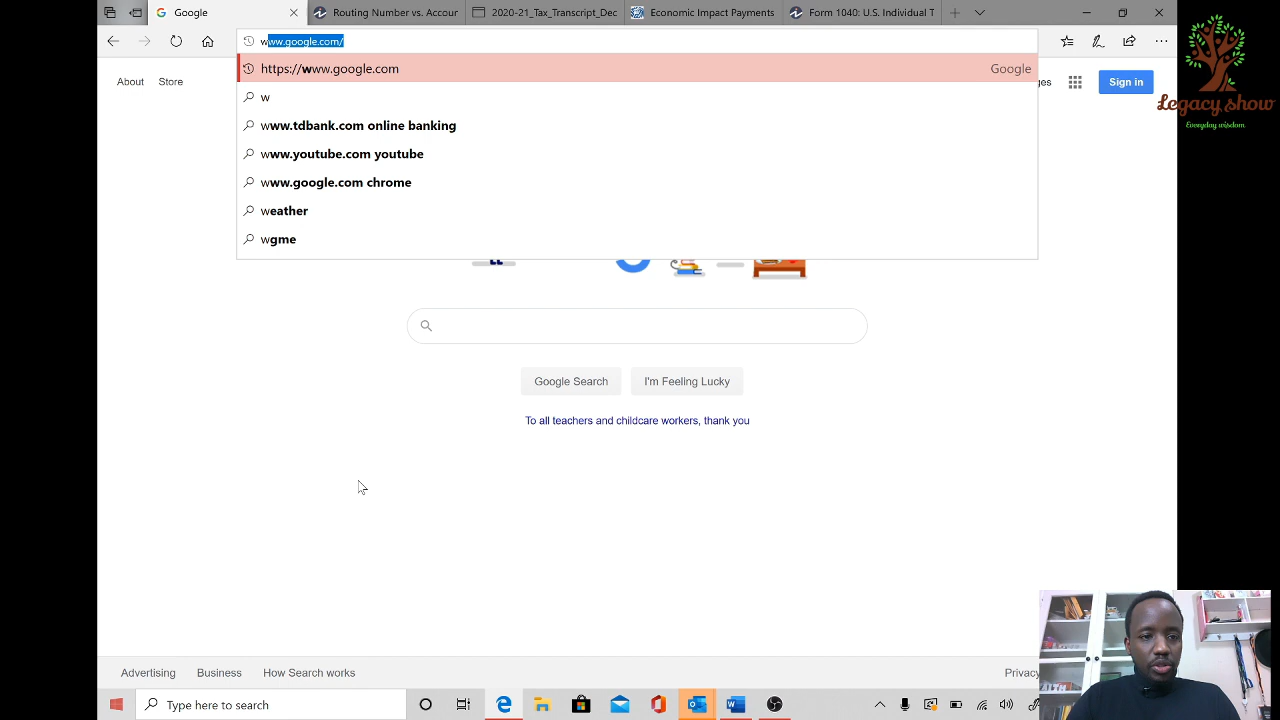 Google
Routing Number vs. Accour
2020-21_Tax_Transcript_Dec
Economic Impact Payments
Form 1040 U.S. Individual T
www.google.com/
https://www.google.com
Google
w
www.tdbank.com online banking
www.youtube.com youtube
www.google.com chrome
weather
wgme
About
Store
ges
Sign in
Legacy show
Everyday wisdom
Google Search
I'm Feeling Lucky
To all teachers and childcare workers, thank you
Advertising
Business
How Search works
Privacy
Type here to search